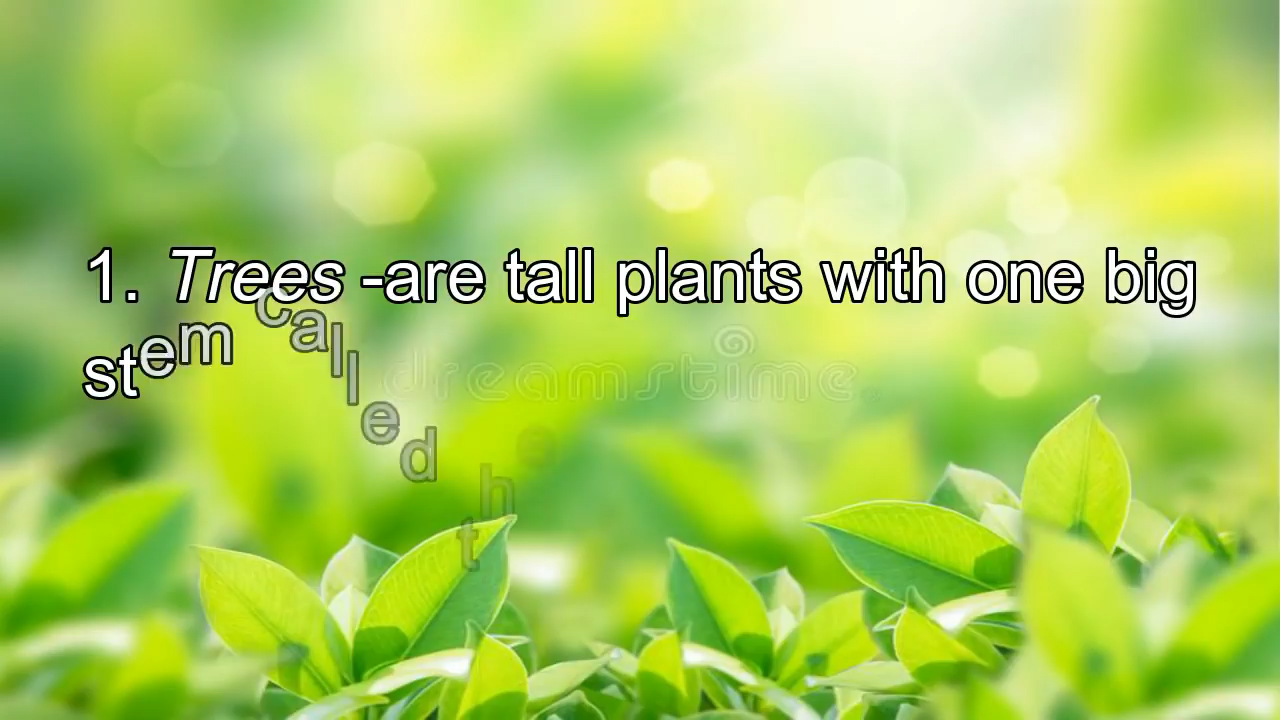 1. Trees -are tall plants with one big
stem called the
dreamstime